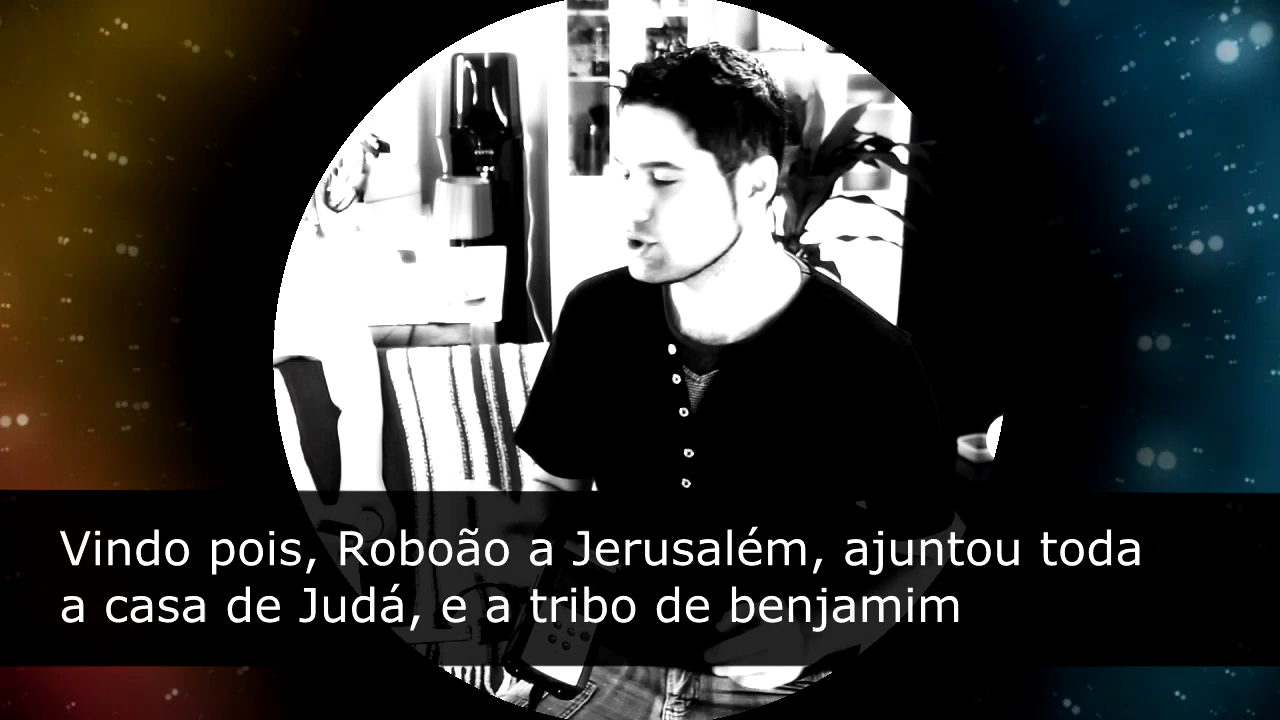 Vindo pois, Roboão a Jerusalém, ajuntou toda
a casa de Judá, e a tribo de benjamim